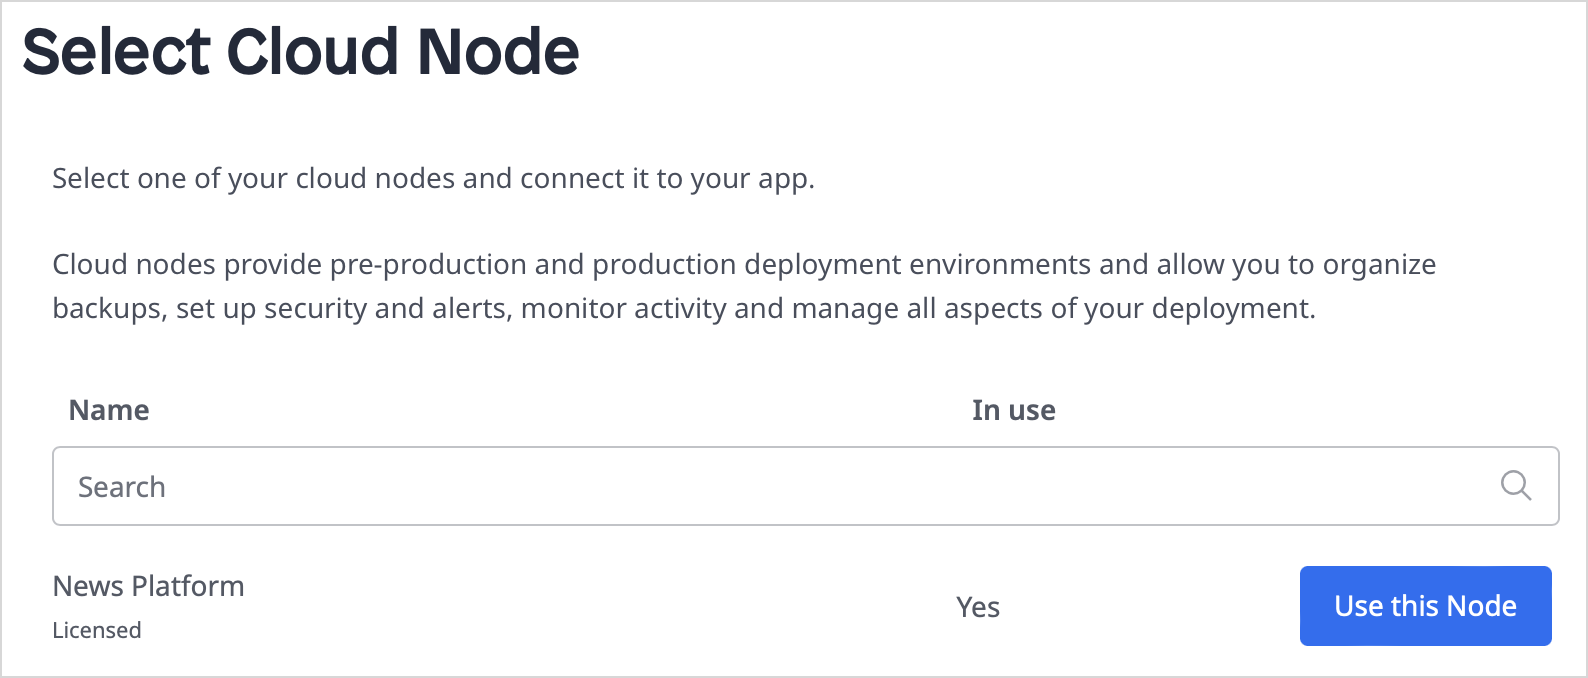 Select Cloud Node
Select one of your cloud nodes and connect it to your app.
Cloud nodes provide pre-production and production deployment environments and allow you to organize
backups, set up security and alerts, monitor activity and manage all aspects of your deployment.
Name In use
Search
News Platform
Licensed
Yes
Use this Node